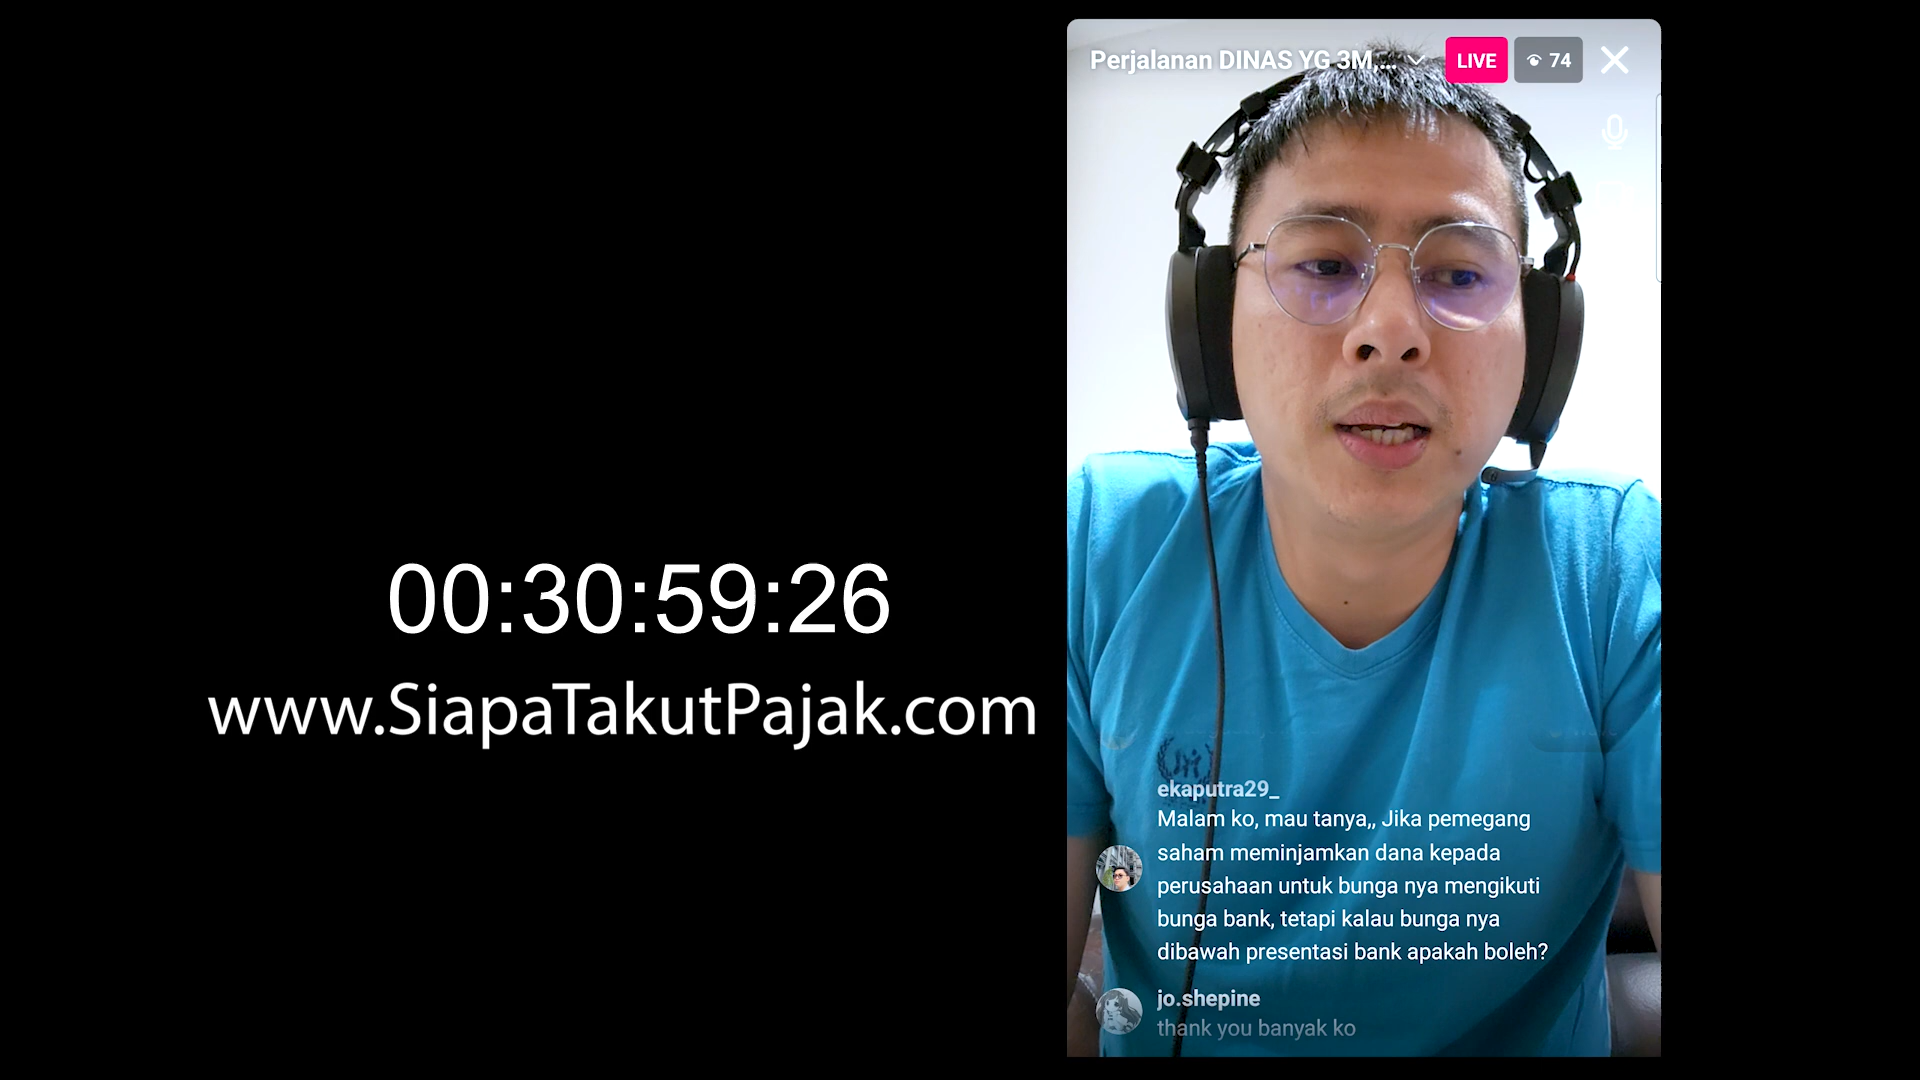 Perjalanan DINAS YG 3M,...
LIVE
74
00:30:59:26
www.SiapaTakutPajak.com
ekaputra29_
Malam ko, mau tanya,, Jika pemegang
saham meminjamkan dana kepada
perusahaan untuk bunga nya mengikuti
bunga bank, tetapi kalau bunga nya
dibawah presentasi bank apakah boleh?
jo.shepine
thank you banyak ko